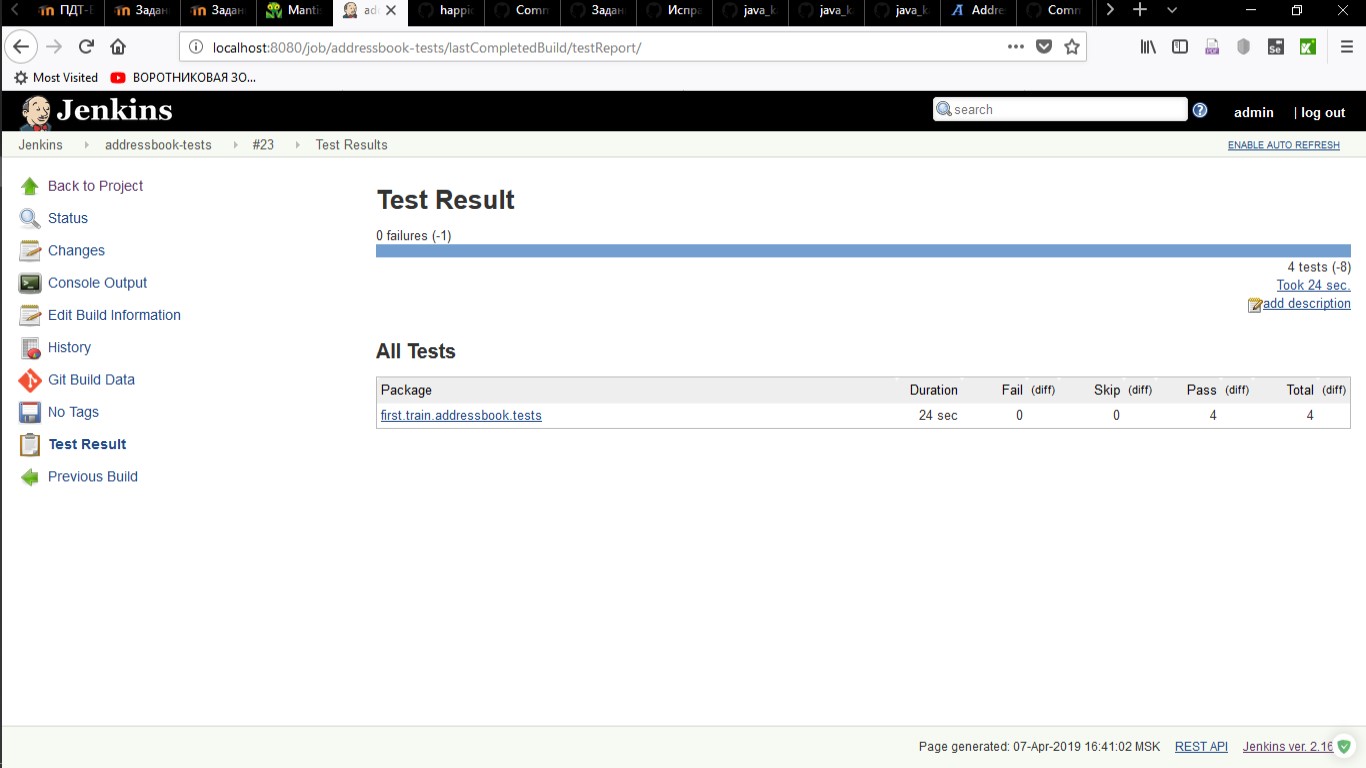 ПДТ- Задан Задан Manti ad happic Comm Задан Испра java_k java_k java_k Addre Comm
localhost:8080/job/addressbook-tests/lastCompletedBuild/testReport/
Most Visited ВОРОТНИКОВАЯ ЗО...
Jenkins search admin | log out
Jenkins addressbook-tests #23 Test Results ENABLE AUTO REFRESH
Back to Project
Status
Changes
Console Output
Edit Build Information
History
Git Build Data
No Tags
Test Result
Previous Build
Test Result
0 failures (-1)
4 tests (-8)
Took 24 sec.
add description
All Tests
Package Duration Fail (diff) Skip (diff) Pass (diff) Total (diff)
first.train.addressbook.tests 24 sec 0 0 4 4
Page generated: 07-Apr-2019 16:41:02 MSK REST API Jenkins ver. 2.16